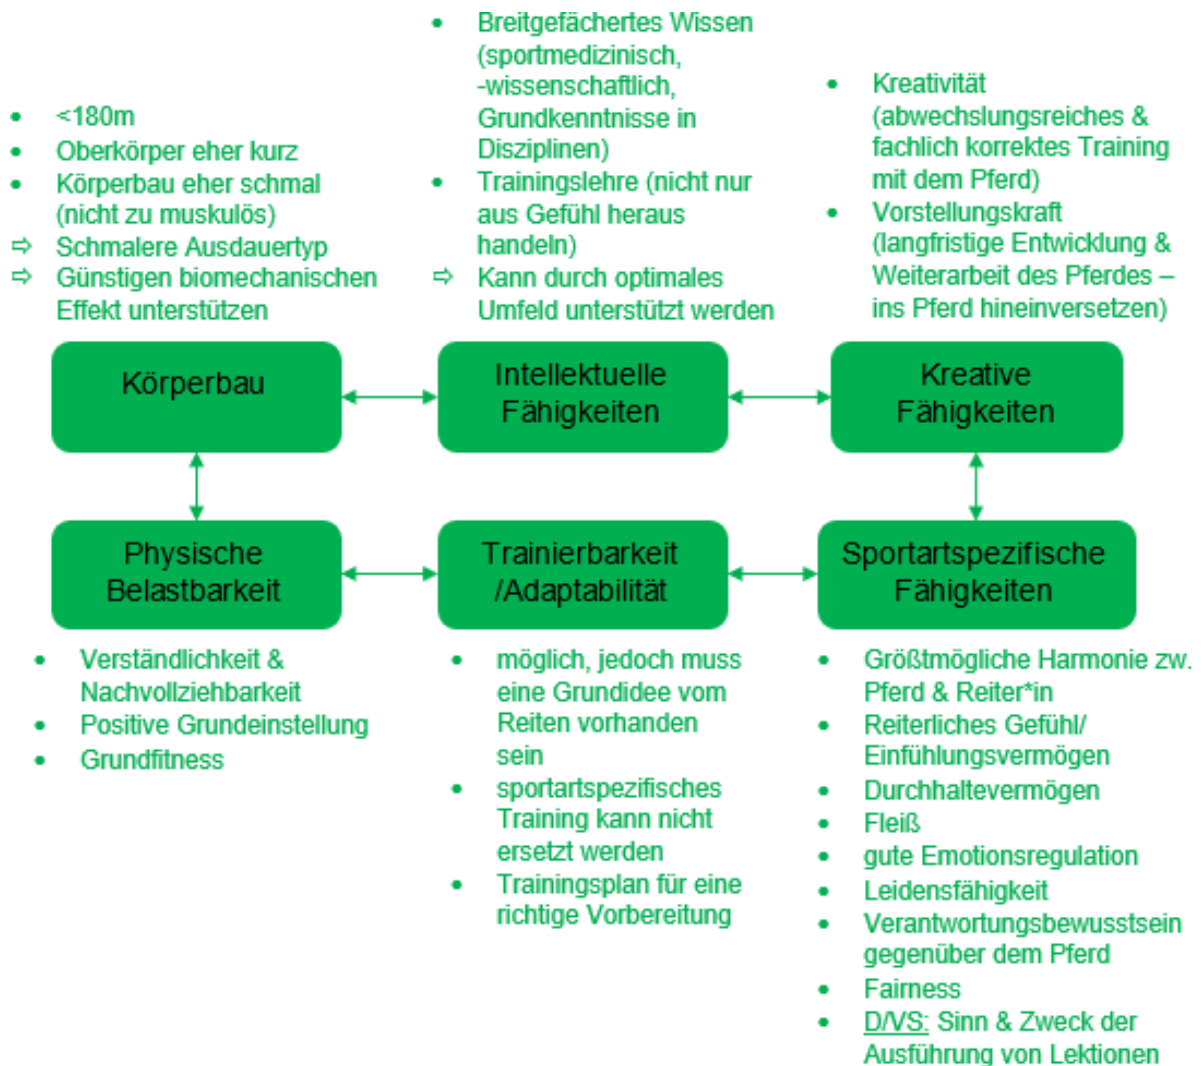 • <180m
• Oberkörper eher kurz
• Körperbau eher schmal
(nicht zu muskulös)
⇨ Schmalere Ausdauertyp
⇨ Günstigen biomechanischen
Effekt unterstützen
• Breitgefächertes Wissen
(sportmedizinisch,
-wissenschaftlich,
Grundkenntnisse in
Disziplinen)
• Trainingslehre (nicht nur
aus Gefühl heraus
handeln)
⇨ Kann durch optimales
Umfeld unterstützt werden
• Kreativität
(abwechslungsreiches &
fachlich korrektes Training
mit dem Pferd)
• Vorstellungskraft
(langfristige Entwicklung &
Weiterarbeit des Pferdes –
ins Pferd hineinversetzen)
Körperbau
Intellektuelle
Fähigkeiten
Kreative
Fähigkeiten
Physische
Belastbarkeit
Trainierbarkeit
/Adaptabilität
Sportartspezifische
Fähigkeiten
• Verständlichkeit &
Nachvollziehbarkeit
• Positive Grundeinstellung
• Grundfitness
• möglich, jedoch muss
eine Grundidee vom
Reiten vorhanden
sein
• sportartspezifisches
Training kann nicht
ersetzt werden
• Trainingsplan für eine
richtige Vorbereitung
• Größtmögliche Harmonie zw.
Pferd & Reiter*in
• Reiterliches Gefühl/
Einfühlungsvermögen
• Durchhaltevermögen
• Fleiß
• gute Emotionsregulation
• Leidensfähigkeit
• Verantwortungsbewusstsein
gegenüber dem Pferd
• Fairness
• D/VS: Sinn & Zweck der
Ausführung von Lektionen